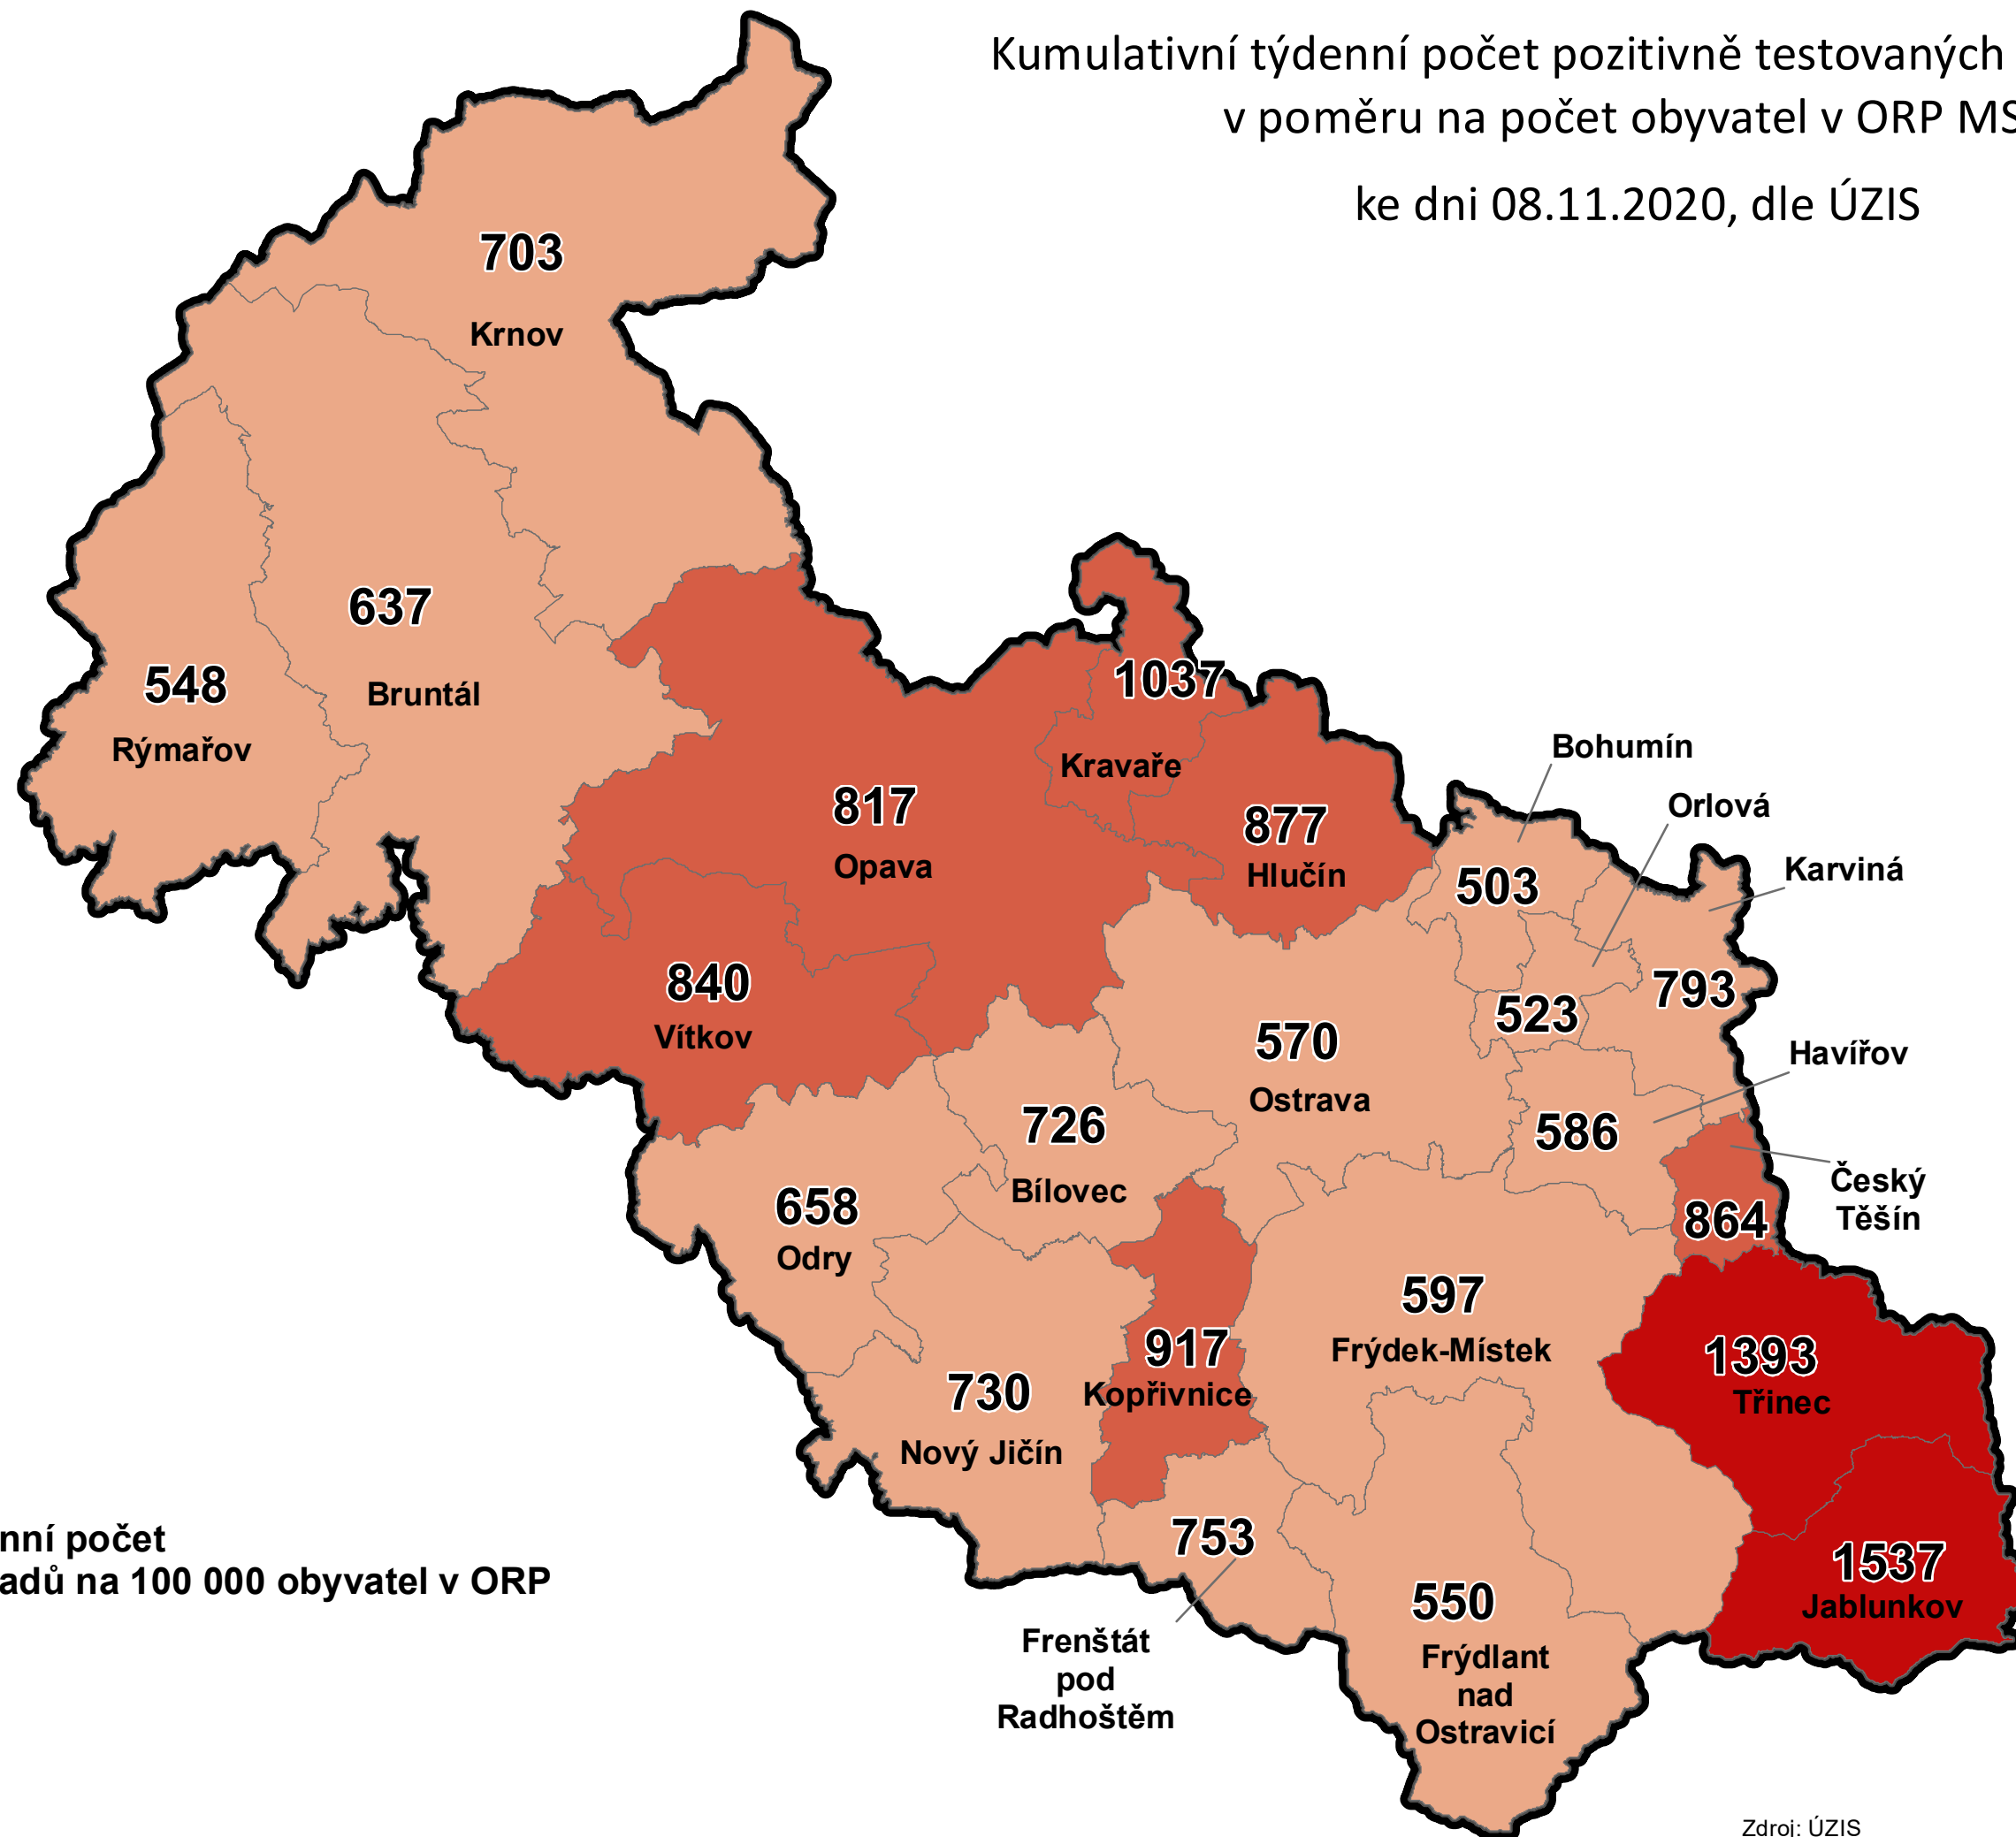 Kumulativní týdenní počet pozitivně testovaných
v poměru na počet obyvatel v ORP MS
ke dni 08.11.2020, dle ÚZIS
703
Krnov
637
Bruntál
548
Rýmařov
1037
Kravaře
817
Opava
877
Hlučín
Bohumín
503
Orlová
523
Karviná
793
840
Vítkov
570
Ostrava
Havířov
586
726
Bílovec
Český
Těšín
864
658
Odry
597
Frýdek-Místek
917
Kopřivnice
1393
Třinec
730
Nový Jičín
753
Frenštát
pod
Radhoštěm
550
Frýdlant
nad
Ostravicí
1537
Jablunkov
nní počet
adů na 100 000 obyvatel v ORP
Zdroj: ÚZIS